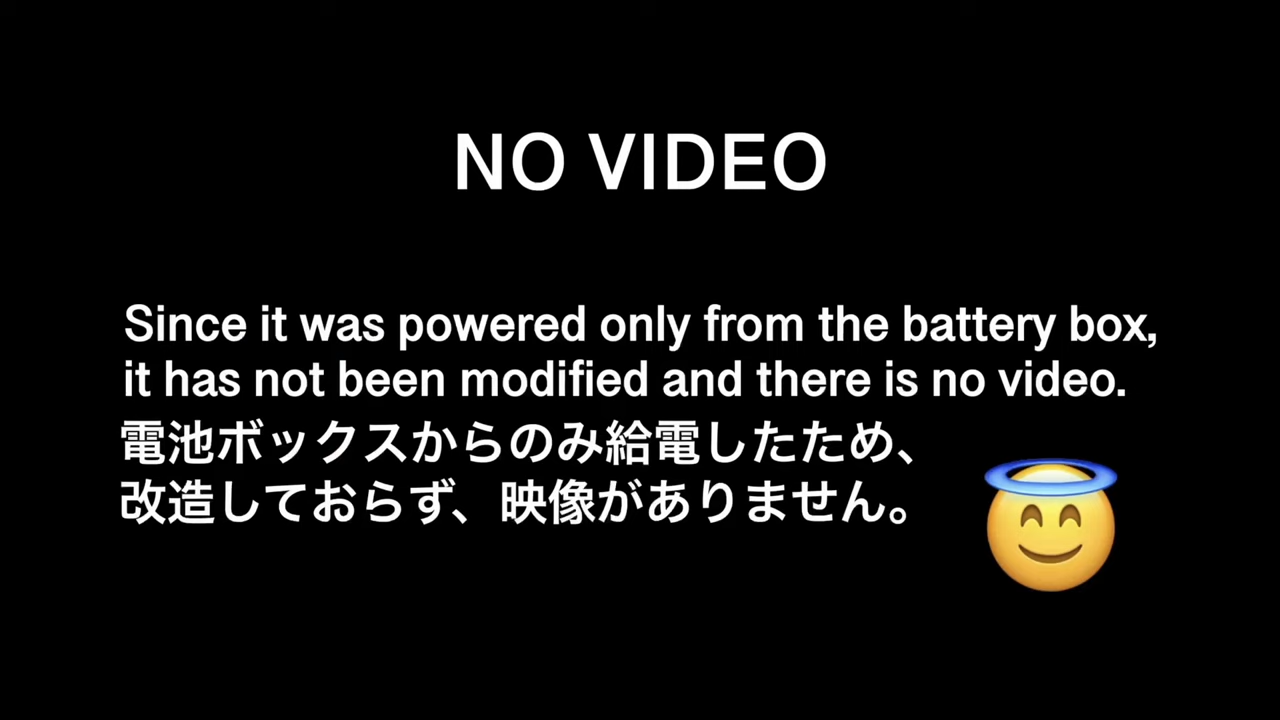 NO VIDEO
Since it was powered only from the battery box,
it has not been modified and there is no video.
電池ボックスからのみ給電したため、
改造しておらず、映像がありません。